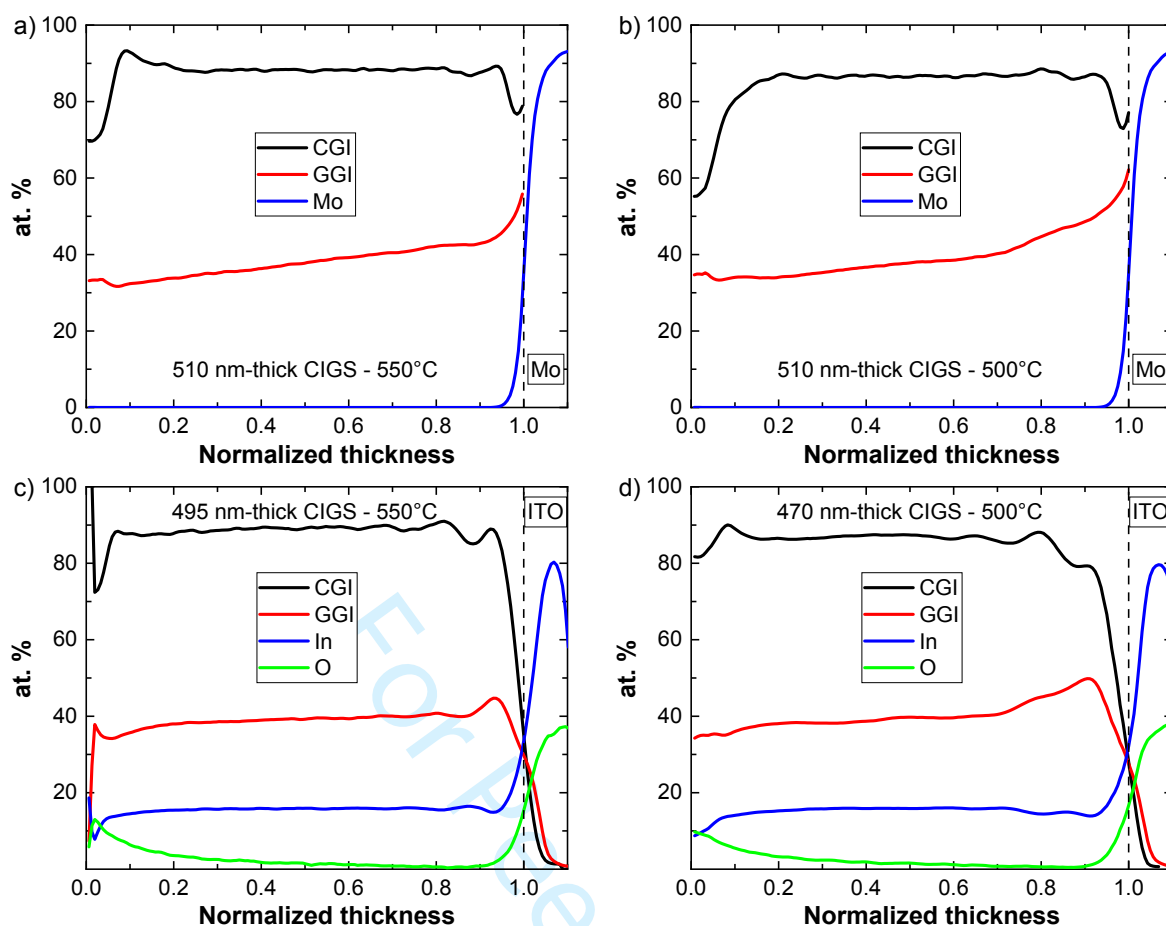 a)
100
80
60
40
20
0
at. %
CGI
GGI
Mo
510 nm-thick CIGS - 550°C
Mo
0.0 0.2 0.4 0.6 0.8 1.0
Normalized thickness
b)
100
80
60
40
20
0
at. %
CGI
GGI
Mo
510 nm-thick CIGS - 500°C
Mo
0.0 0.2 0.4 0.6 0.8 1.0
Normalized thickness
c)
100
80
60
40
20
at. %
495 nm-thick CIGS - 550°C
ITO
CGI
GGI
In
O
0.0 0.2 0.4 0.6 0.8 1.0
Normalized thickness
d)
100
80
60
40
20
at. %
470 nm-thick CIGS - 500°C
ITO
CGI
GGI
In
O
0.0 0.2 0.4 0.6 0.8 1.0
Normalized thickness
For Pe